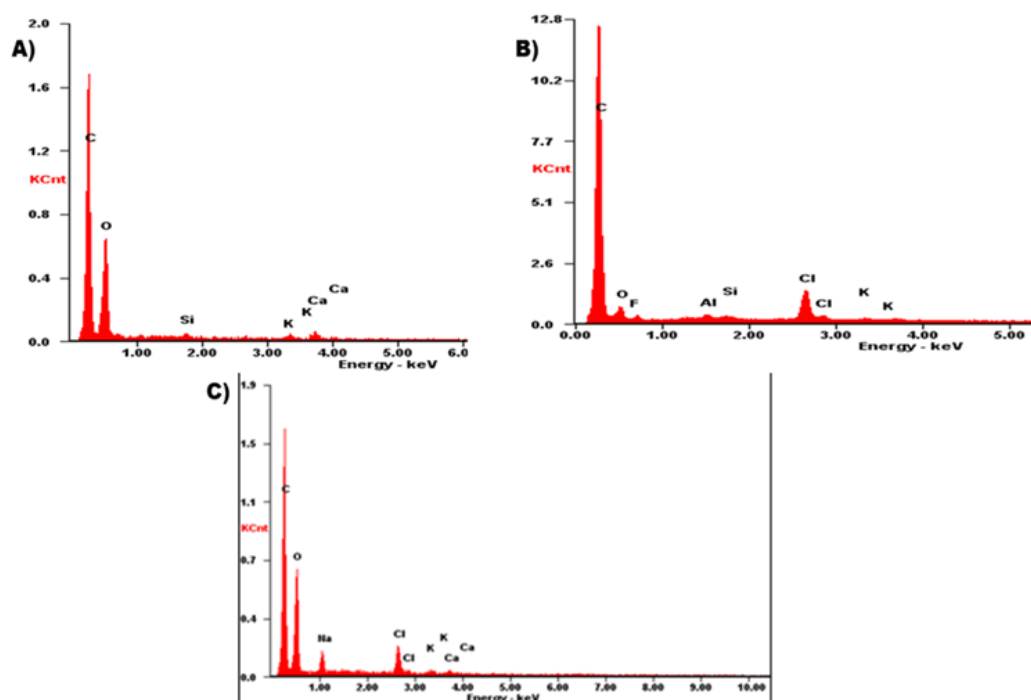 A)
2.0
1.6
1.2
KCnt
0.8
0.4
0.0
C
O
Si
K
K
Ca
Ca
1.00 2.00 3.00 4.00 5.00 6.0
Energy - keV
B)
12.8
10.2
7.7
KCnt
5.1
2.6
0.0
C
O
F
Al
Si
Cl
Cl
K
K
0.00 1.00 2.00 3.00 4.00 5.00
Energy - keV
C)
1.9
1.5
1.1
KCnt
0.7
0.4
0.0
C
O
Na
Cl
Cl
K
K
Ca
Ca
1.00 2.00 3.00 4.00 5.00 6.00 7.00 8.00 9.00 10.00
Energy - keV